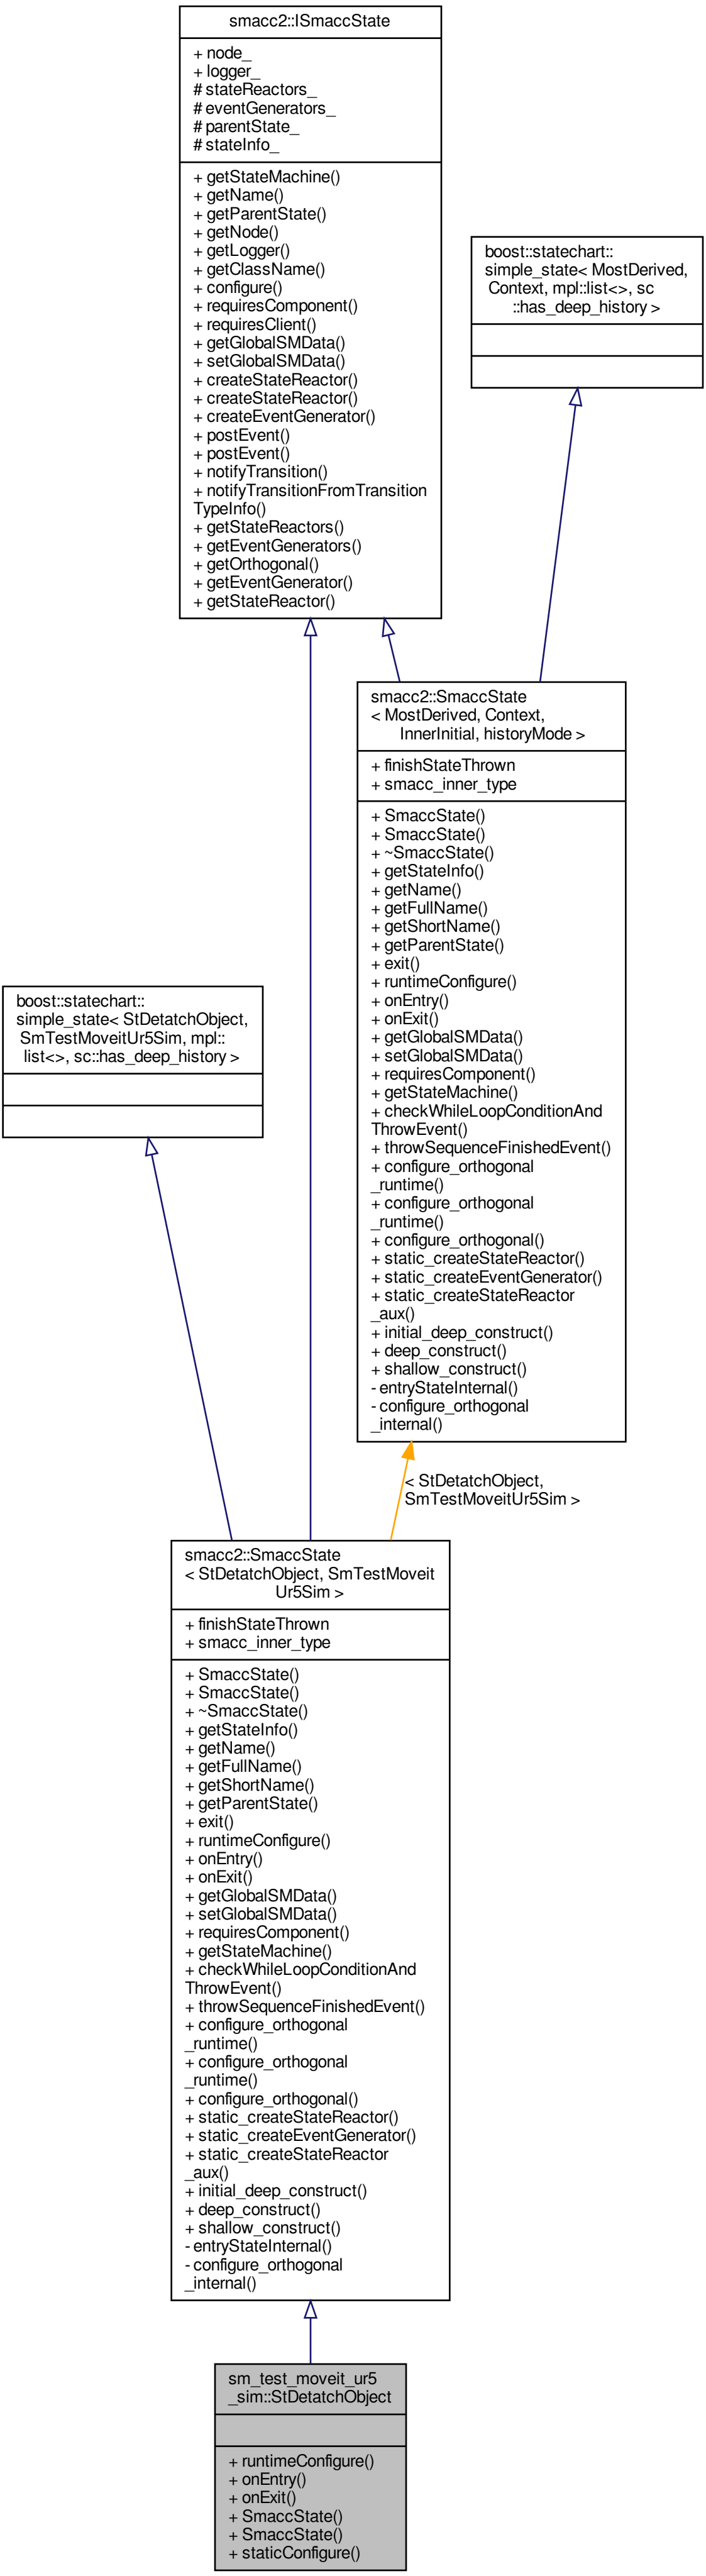 smacc2::ISmaccState
+ node_
+ logger_
# stateReactors_
# eventGenerators_
# parentState_
# stateInfo_
+ getStateMachine()
+ getName()
+ getParentState()
+ getNode()
+ getLogger()
+ getClassName()
+ configure()
+ requiresComponent()
+ requiresClient()
+ getGlobalSMData()
+ setGlobalSMData()
+ createStateReactor()
+ createStateReactor()
+ createEventGenerator()
+ postEvent()
+ postEvent()
+ notifyTransition()
+ notifyTransitionFromTransition
TypeInfo()
+ getStateReactors()
+ getEventGenerators()
+ getOrthogonal()
+ getEventGenerator()
+ getStateReactor()
boost::statechart::
simple_state< MostDerived,
Context, mpl::list<>, sc
::has_deep_history >
smacc2::SmaccState
< MostDerived, Context,
InnerInitial, historyMode >
+ finishStateThrown
+ smacc_inner_type
+ SmaccState()
+ SmaccState()
+ ~SmaccState()
+ getStateInfo()
+ getName()
+ getFullName()
+ getShortName()
+ getParentState()
+ exit()
+ runtimeConfigure()
+ onEntry()
+ onExit()
+ getGlobalSMData()
+ setGlobalSMData()
+ requiresComponent()
+ getStateMachine()
+ checkWhileLoopConditionAnd
ThrowEvent()
+ throwSequenceFinishedEvent()
+ configure_orthogonal
_runtime()
+ configure_orthogonal
_runtime()
+ configure_orthogonal()
+ static_createStateReactor()
+ static_createEventGenerator()
+ static_createStateReactor
_aux()
+ initial_deep_construct()
+ deep_construct()
+ shallow_construct()
- entryStateInternal()
- configure_orthogonal
_internal()
boost::statechart::
simple_state< StDetatchObject,
SmTestMoveitUr5Sim, mpl::
list<>, sc::has_deep_history >
< StDetatchObject,
SmTestMoveitUr5Sim >
smacc2::SmaccState
< StDetatchObject, SmTestMoveit
Ur5Sim >
+ finishStateThrown
+ smacc_inner_type
+ SmaccState()
+ SmaccState()
+ ~SmaccState()
+ getStateInfo()
+ getName()
+ getFullName()
+ getShortName()
+ getParentState()
+ exit()
+ runtimeConfigure()
+ onEntry()
+ onExit()
+ getGlobalSMData()
+ setGlobalSMData()
+ requiresComponent()
+ getStateMachine()
+ checkWhileLoopConditionAnd
ThrowEvent()
+ throwSequenceFinishedEvent()
+ configure_orthogonal
_runtime()
+ configure_orthogonal
_runtime()
+ configure_orthogonal()
+ static_createStateReactor()
+ static_createEventGenerator()
+ static_createStateReactor
_aux()
+ initial_deep_construct()
+ deep_construct()
+ shallow_construct()
- entryStateInternal()
- configure_orthogonal
_internal()
sm_test_moveit_ur5
_sim::StDetatchObject
+ runtimeConfigure()
+ onEntry()
+ onExit()
+ SmaccState()
+ SmaccState()
+ staticConfigure()